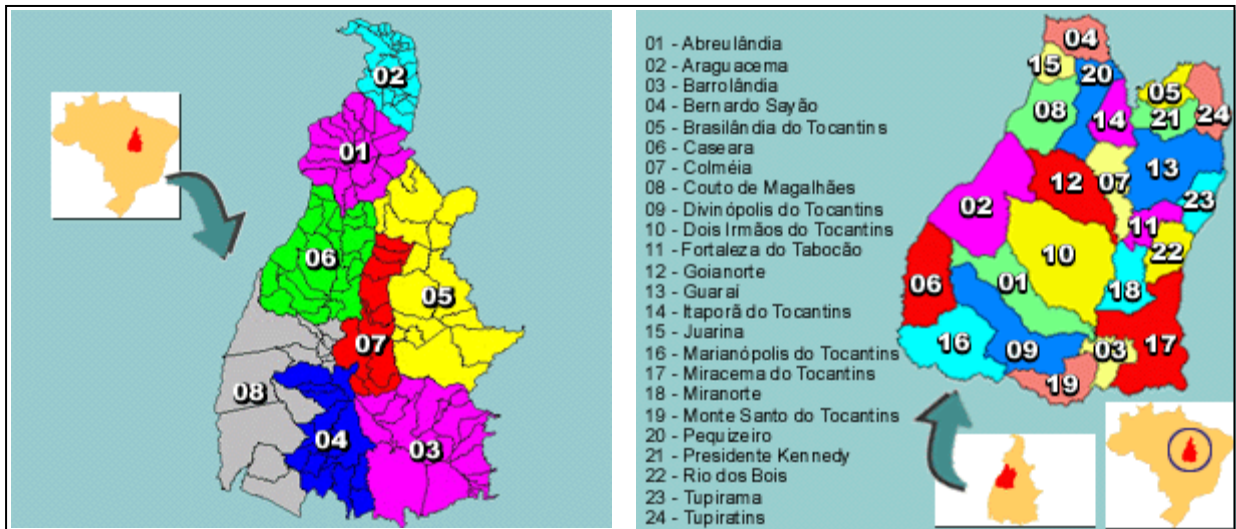 02
01
06
05
07
08
04
03
01 - Abreulândia
02 - Araguacema
03 - Barrolândia
04 - Bernardo Sayão
05 - Brasilândia do Tocantins
06 - Caseara
07 - Colméia
08 - Couto de Magalhães
09 - Divinópolis do Tocantins
10 - Dois Irmãos do Tocantins
11 - Fortaleza do Tabocão
12 - Goianorte
13 - Guaraí
14 - Itaporã do Tocantins
15 - Juarina
16 - Marianópolis do Tocantins
17 - Miracema do Tocantins
18 - Miranorte
19 - Monte Santo do Tocantins
20 - Pequizeiro
21 - Presidente Kennedy
22 - Rio dos Bois
23 - Tupirama
24 - Tupiratins
04
15
20
05
08
14
21
24
13
12
07
23
02
11
10
22
06
01
18
16
09
03
17
19